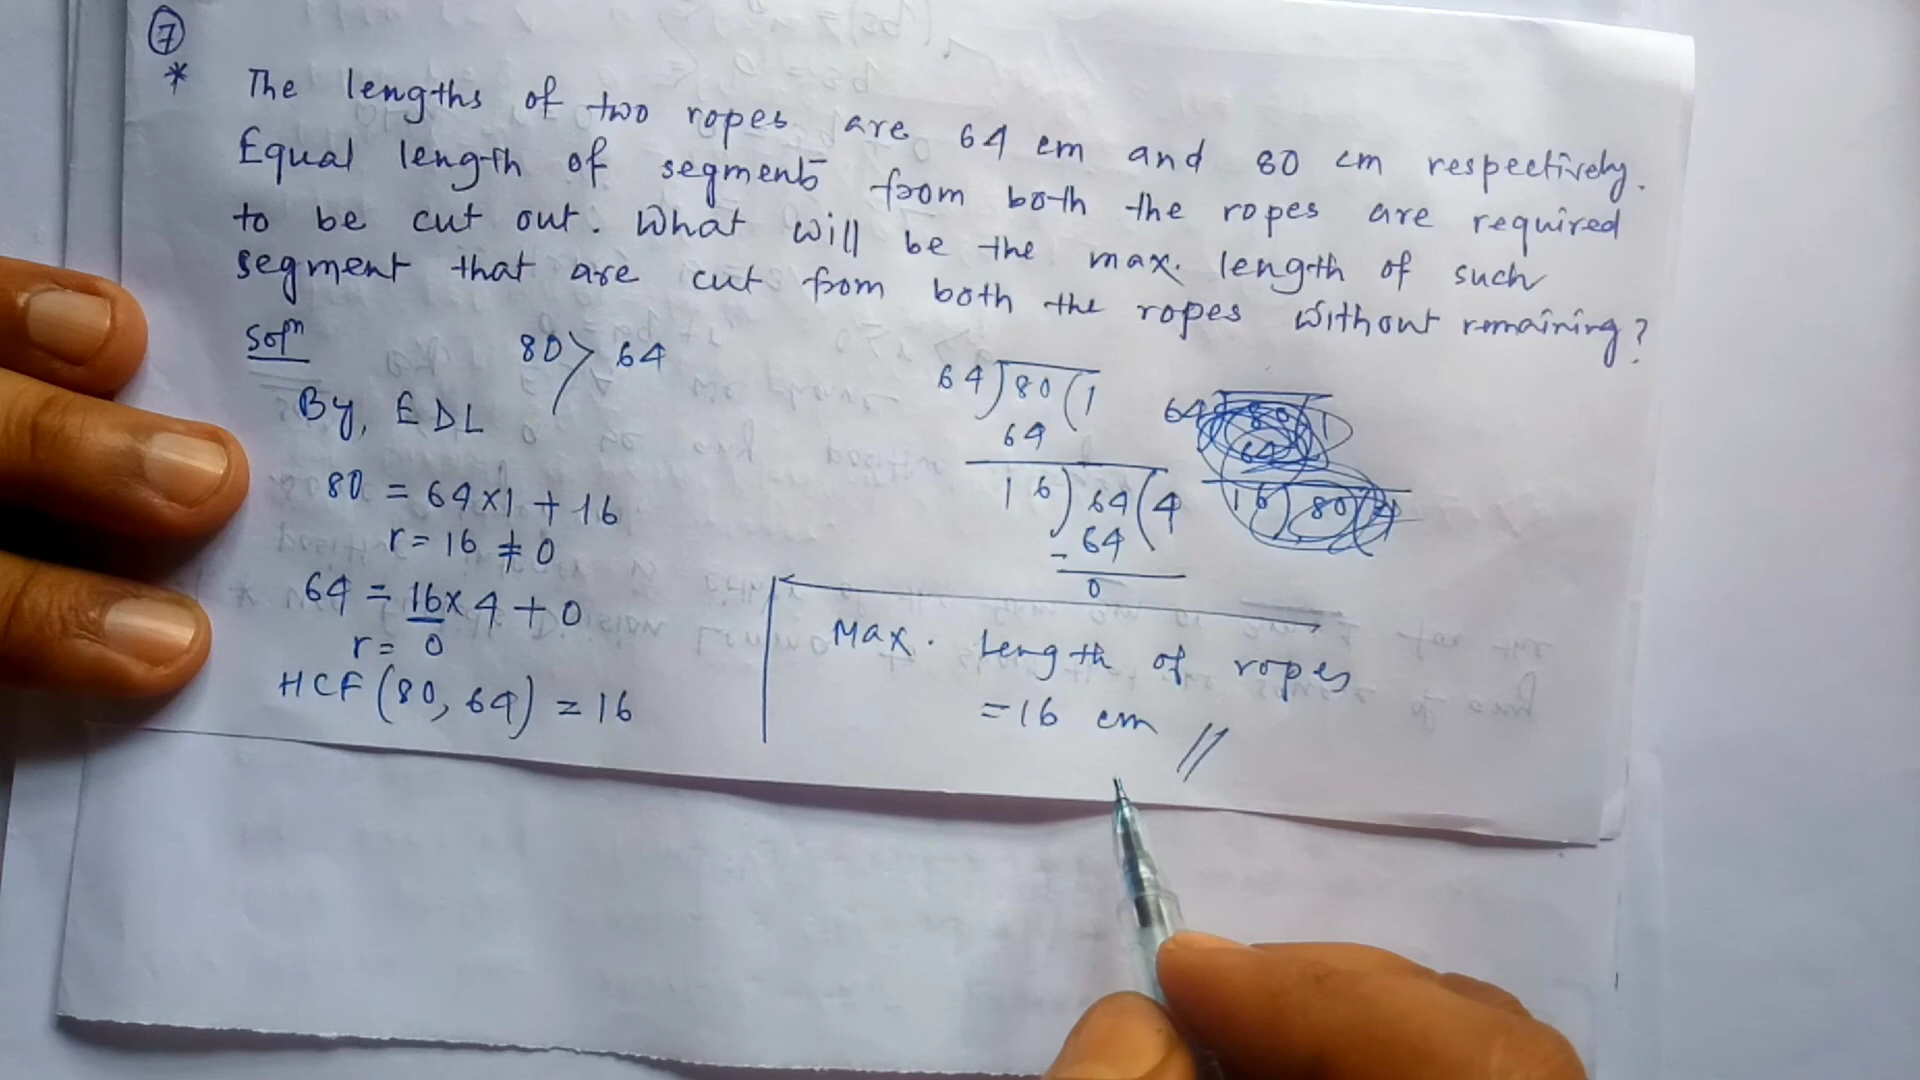 7
* The lengths of two ropes are 64 cm and 80 cm respectively.
Equal length of segments from both the ropes are required
to be cut out. What will be the max. length of such
segment that are cut from both the ropes without remaining?
Solⁿ
80 > 64
By, EDL
80 = 64x1 + 16
r = 16 ≠ 0
64 = 16x4 + 0
r = 0
HCF (80, 64) = 16
64)80(1
64
16)64(4
- 64
0
64
Max. Length of ropes
= 16 cm //